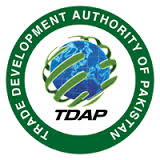 TRADE DEVELOPMENT AUTHORITY OF PAKISTAN
TDAP